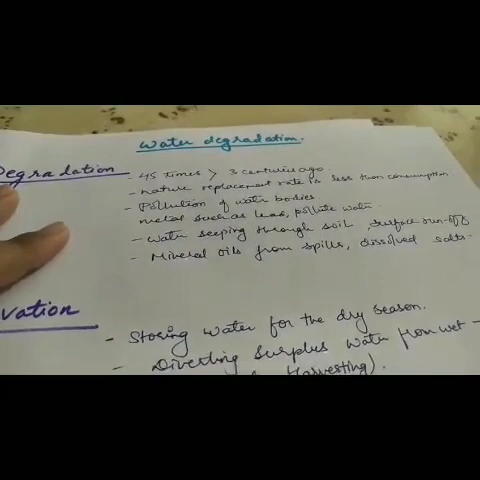 Water degradation.
Degradation
- 45 times > 3 centuries ago.
- nature replacement rate is less than consumption
- Pollution of water bodies
metal such as leas, pollute water.
- Water seeping through soil, surface run-off
- Mineral oils from spills, dissolved salts.
vation
- Storing water for the dry season.
- Diverting surplus water from wet -
Harvesting).